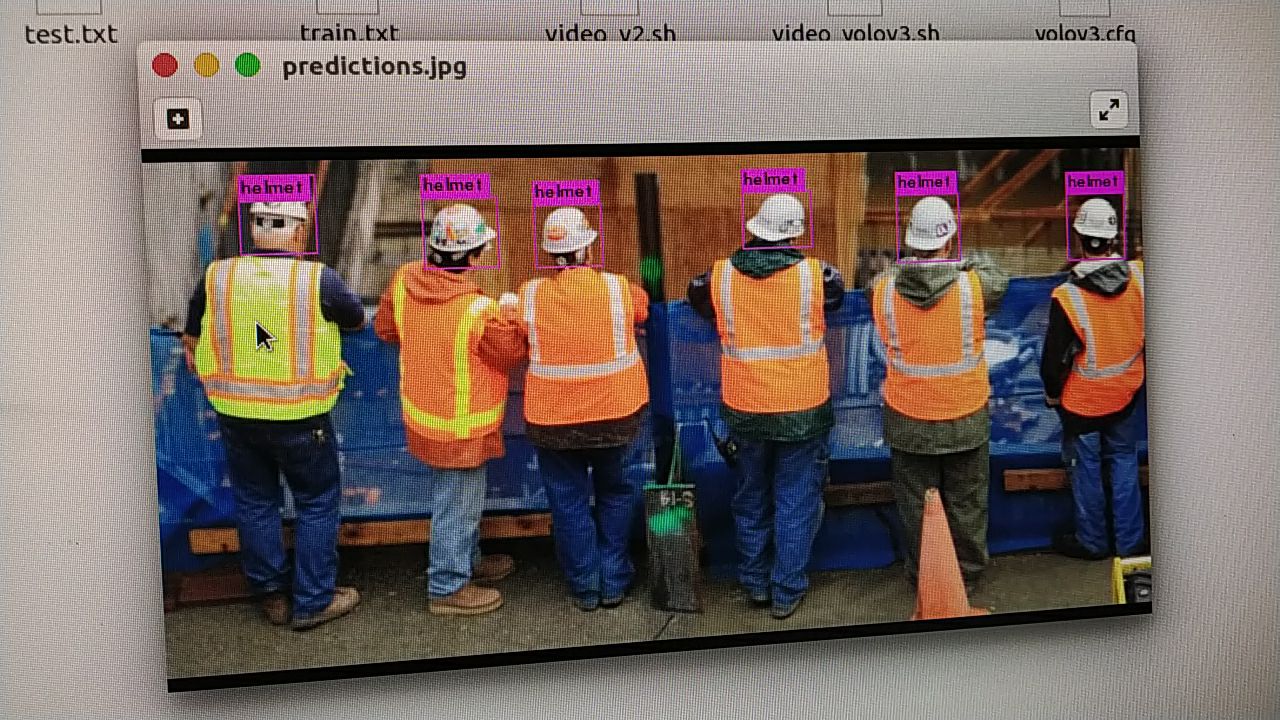 test.txt
train.txt
video_v2.sh
video_yolov3.sh
yolov3.cfg
predictions.jpg
helmet
helmet
helmet
helmet
helmet
helmet